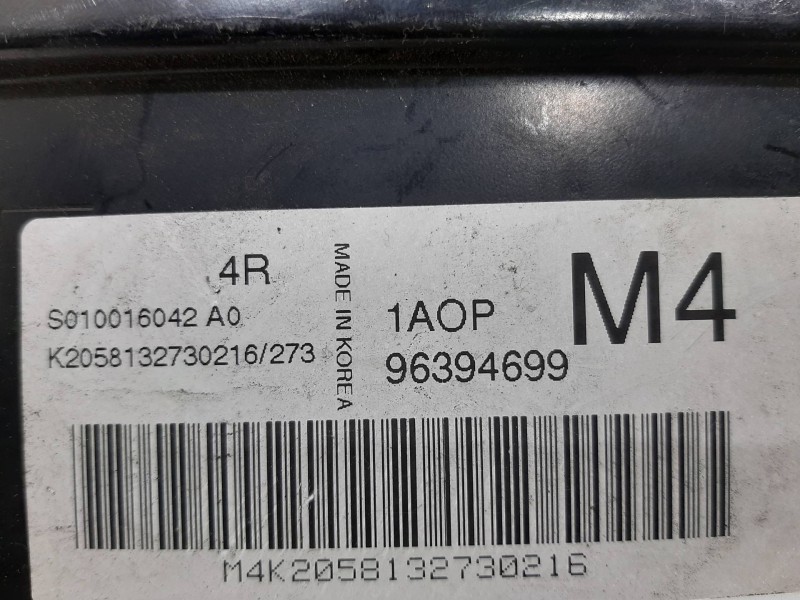 4R
S010016042 A0
K2058132730216/273
MADE IN KOREA
1AOP
96394699
M4
M4K2058132730216